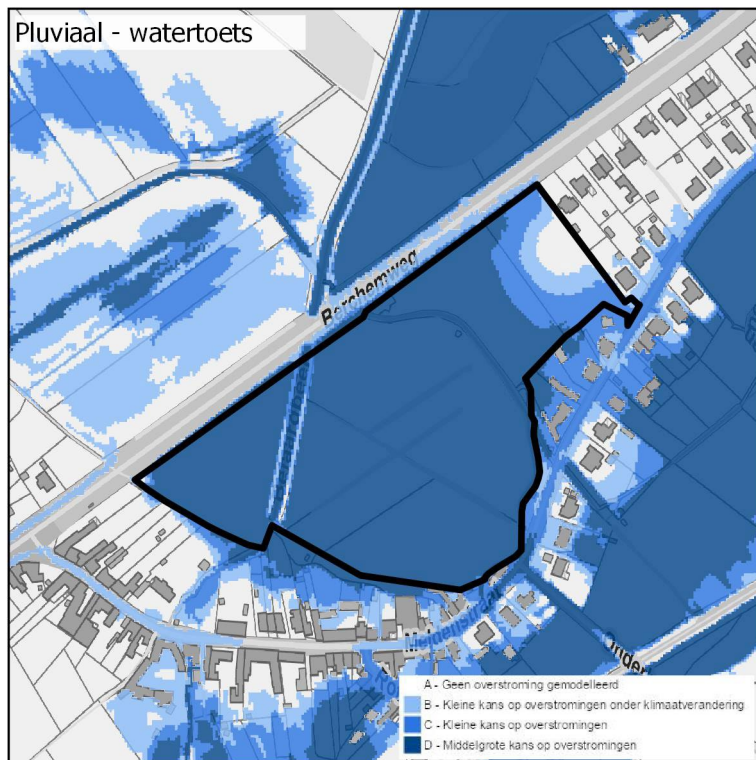 Pluviaal - watertoets
Berchemweg
A - Geen overstroming gemodelleerd
B - Kleine kans op overstromingen onder klimaatverandering
C - Kleine kans op overstromingen
D - Middelgrote kans op overstromingen